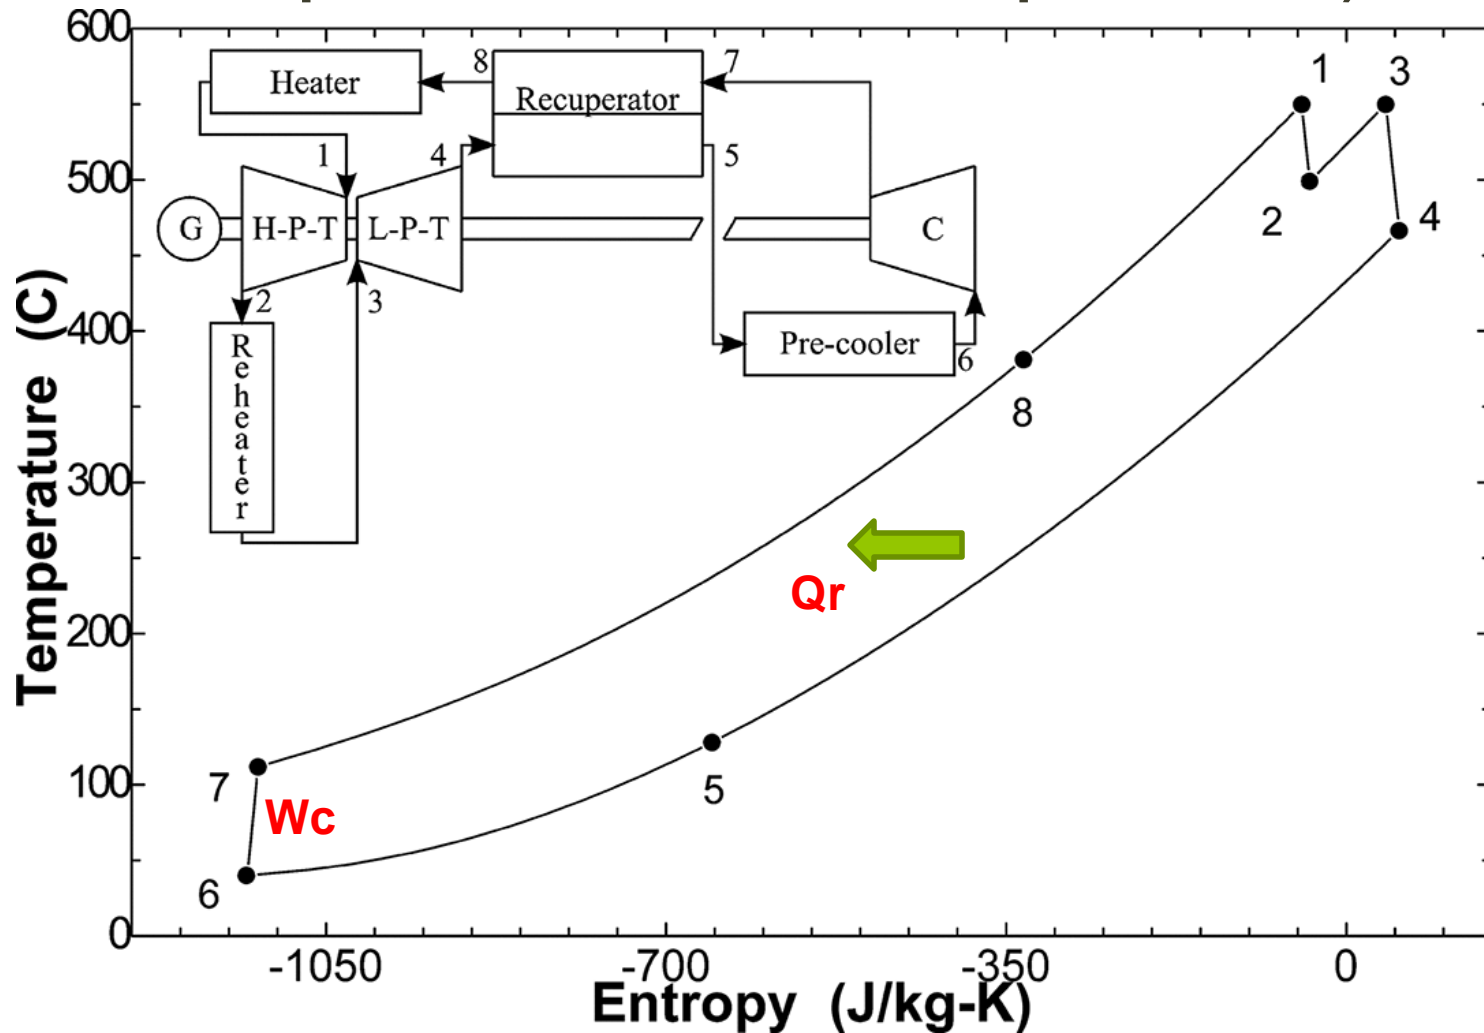 600
500
400
300
200
100
0
Temperature (C)
-1050
-700
-350
0
Entropy (J/kg-K)
Heater
8
Recuperator
7
1
4
5
G
H-P-T
L-P-T
C
2
3
Reheater
Pre-cooler
6
1
3
2
4
8
Qr
7
Wc
5
6